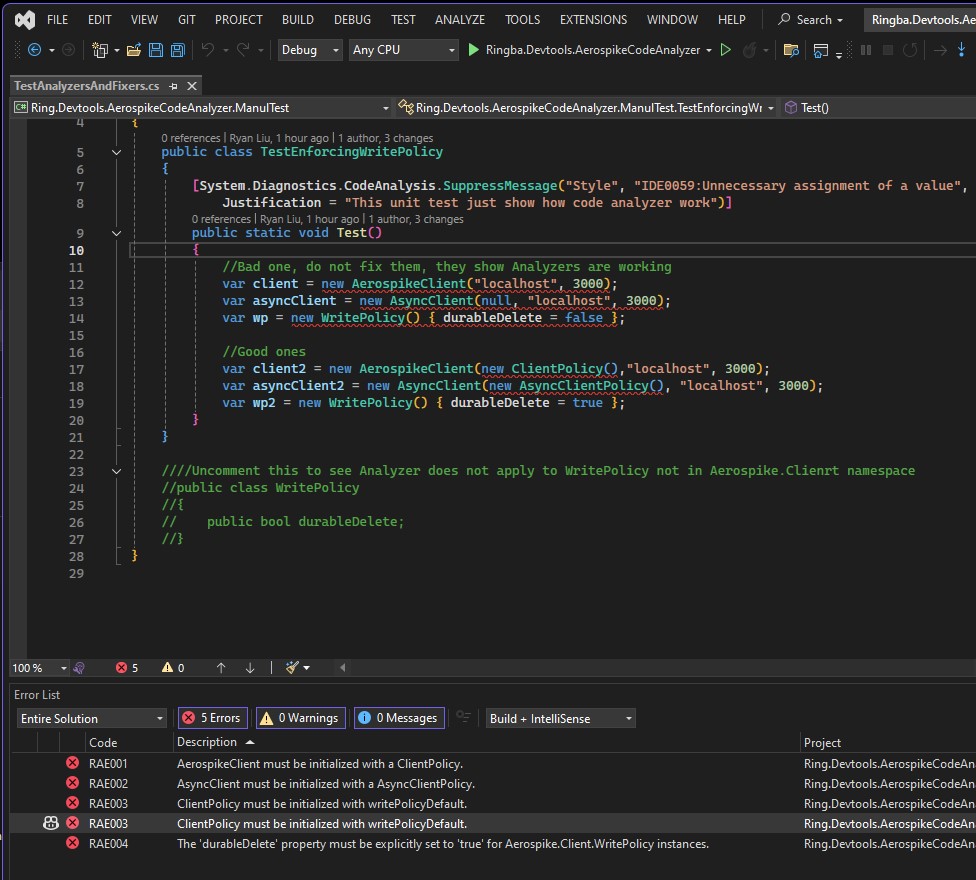 FILE EDIT VIEW GIT PROJECT BUILD DEBUG TEST ANALYZE TOOLS EXTENSIONS WINDOW HELP Search Ringba.Devtools.Ae
Debug Any CPU Ringba.Devtools.AerospikeCodeAnalyzer
TestAnalyzersAndFixers.cs
C# Ring.Devtools.AerospikeCodeAnalyzer.ManulTest Ring.Devtools.AerospikeCodeAnalyzer.ManulTest.TestEnforcingWr Test()
4 {
0 references | Ryan Liu, 1 hour ago | 1 author, 3 changes
5 public class TestEnforcingWritePolicy
6 {
7 [System.Diagnostics.CodeAnalysis.SuppressMessage("Style", "IDE0059:Unnecessary assignment of a value",
8 Justification = "This unit test just show how code analyzer work")]
0 references | Ryan Liu, 1 hour ago | 1 author, 3 changes
9 public static void Test()
10 {
11 //Bad one, do not fix them, they show Analyzers are working
12 var client = new AerospikeClient("localhost", 3000);
13 var asyncClient = new AsyncClient(null, "localhost", 3000);
14 var wp = new WritePolicy() { durableDelete = false };
15
16 //Good ones
17 var client2 = new AerospikeClient(new ClientPolicy(),"localhost", 3000);
18 var asyncClient2 = new AsyncClient(new AsyncClientPolicy(), "localhost", 3000);
19 var wp2 = new WritePolicy() { durableDelete = true };
20 }
21 }
22
23 ////Uncomment this to see Analyzer does not apply to WritePolicy not in Aerospike.Clienrt namespace
24 //public class WritePolicy
25 //{
26 // public bool durableDelete;
27 //}
28 }
29
100 % 5 0
Error List
Entire Solution 5 Errors 0 Warnings 0 Messages Build + IntelliSense
Code Description Project
RAE001 AerospikeClient must be initialized with a ClientPolicy. Ring.Devtools.AerospikeCodeAna
RAE002 AsyncClient must be initialized with a AsyncClientPolicy. Ring.Devtools.AerospikeCodeAna
RAE003 ClientPolicy must be initialized with writePolicyDefault. Ring.Devtools.AerospikeCodeAna
RAE003 ClientPolicy must be initialized with writePolicyDefault. Ring.Devtools.AerospikeCodeAna
RAE004 The 'durableDelete' property must be explicitly set to 'true' for Aerospike.Client.WritePolicy instances. Ring.Devtools.AerospikeCodeAna